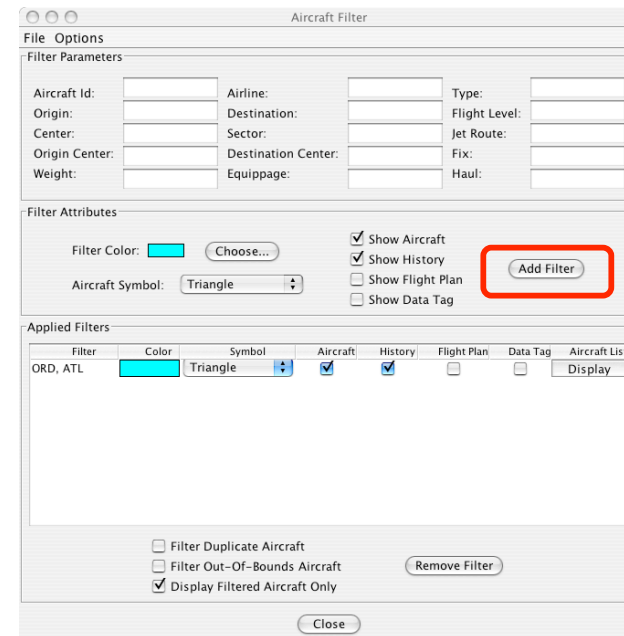 Aircraft Filter
File Options
Filter Parameters
Aircraft Id: Airline: Type:
Origin: Destination: Flight Level:
Center: Sector: Jet Route:
Origin Center: Destination Center: Fix:
Weight: Equippage: Haul:
Filter Attributes
Show Aircraft
Filter Color: Choose... Show History
Add Filter
Aircraft Symbol: Triangle Show Flight Plan
Show Data Tag
Applied Filters
Filter Color Symbol Aircraft History Flight Plan Data Tag Aircraft Lis
ORD, ATL Triangle Display
Filter Duplicate Aircraft
Filter Out-Of-Bounds Aircraft Remove Filter
Display Filtered Aircraft Only
Close